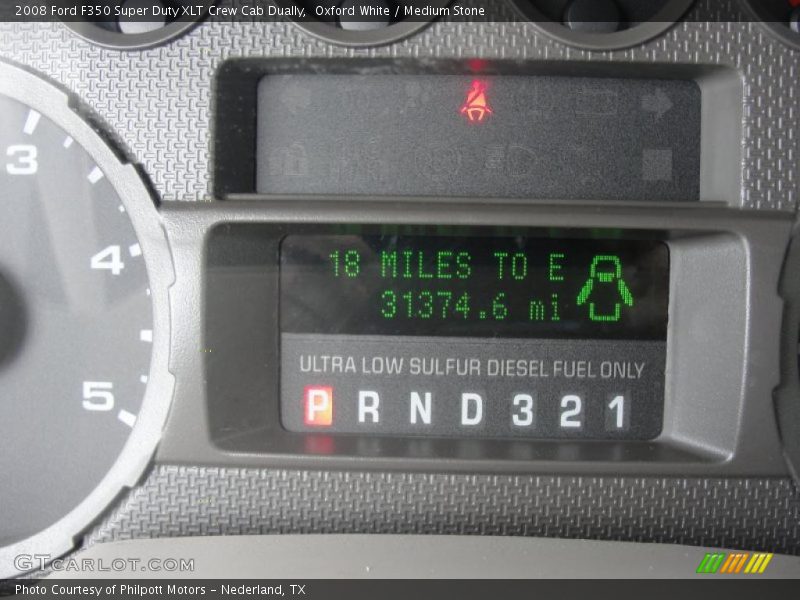 2008 Ford F350 Super Duty XLT Crew Cab Dually, Oxford White / Medium Stone
3
4
5
18 MILES TO E
31374.6 mi
ULTRA LOW SULFUR DIESEL FUEL ONLY
P R N D 3 2 1
GTCARLOT.COM
Photo Courtesy of Philpott Motors - Nederland, TX